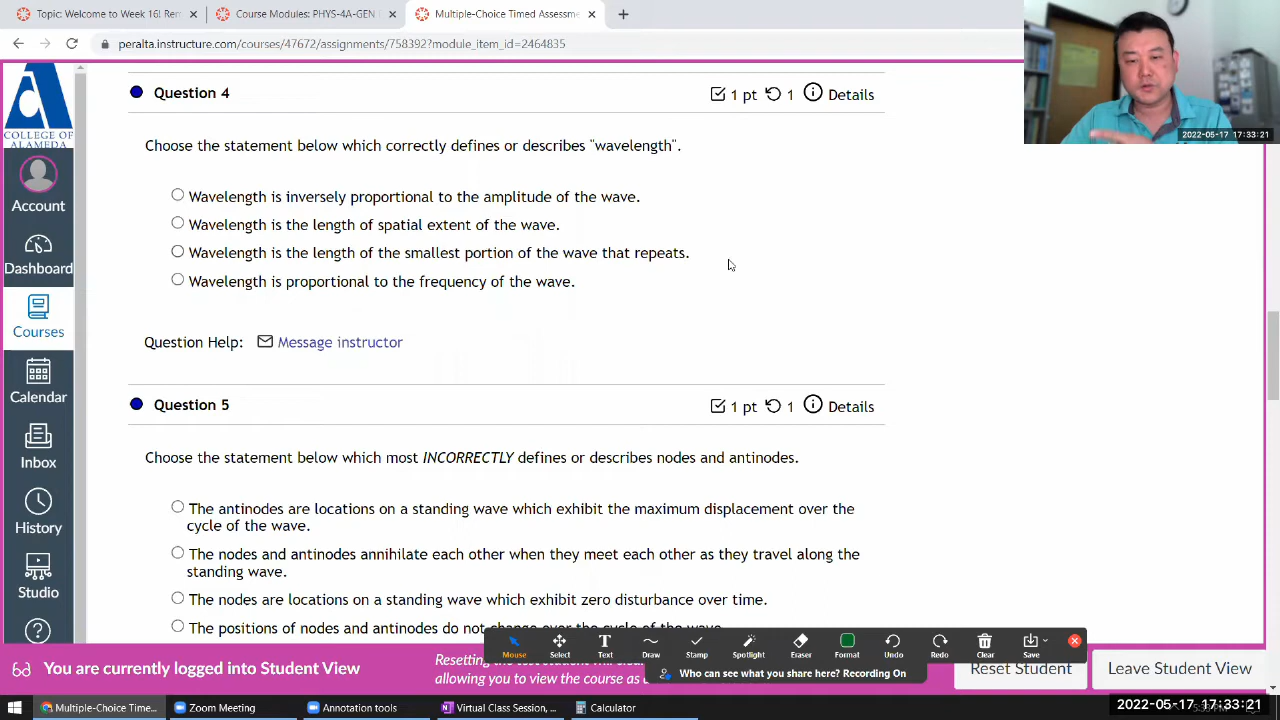 Topic: Welcome to Week 16! Rem
Course Modules: PHYS-4A-GEN
Multiple-Choice Timed Assessme
peralta.instructure.com/courses/47672/assignments/758392?module_item_id=2464835
COLLEGE OF
ALAMEDA
Account
Dashboard
Courses
Calendar
Inbox
History
Studio
Question 4
1 pt
1
Details
Choose the statement below which correctly defines or describes "wavelength".
Wavelength is inversely proportional to the amplitude of the wave.
Wavelength is the length of spatial extent of the wave.
Wavelength is the length of the smallest portion of the wave that repeats.
Wavelength is proportional to the frequency of the wave.
Question Help:
Message instructor
Question 5
1 pt
1
Details
Choose the statement below which most INCORRECTLY defines or describes nodes and antinodes.
The antinodes are locations on a standing wave which exhibit the maximum displacement over the
cycle of the wave.
The nodes and antinodes annihilate each other when they meet each other as they travel along the
standing wave.
The nodes are locations on a standing wave which exhibit zero disturbance over time.
The positions of nodes and antinodes do not change over the cycle of the wave.
2022-05-17 17:33:21
Mouse
Select
Text
Draw
Stamp
Spotlight
Eraser
Format
Undo
Redo
Clear
Save
Who can see what you share here? Recording On
You are currently logged into Student View
Resetting the test student will
allowing you to view the course as
Reset Student
Leave Student View
Multiple-Choice Time...
Zoom Meeting
Annotation tools
Virtual Class Session, ...
Calculator
2022-05-17 17:33:21